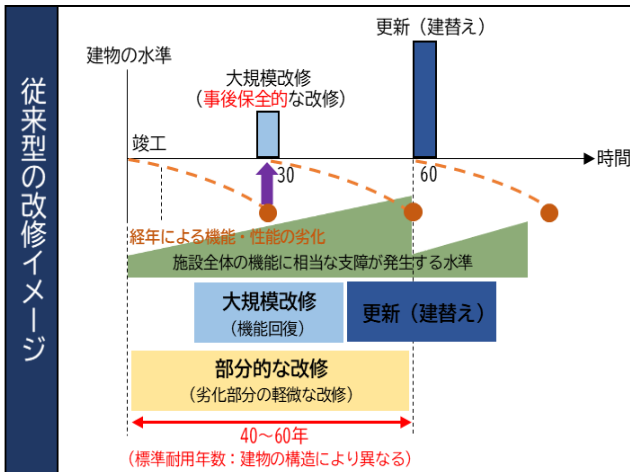 従来型の改修イメージ
更新（建替え）
建物の水準
大規模改修
（事後保全的な改修）
竣工
時間
30
60
経年による機能・性能の劣化
施設全体の機能に相当な支障が発生する水準
大規模改修
（機能回復）
更新（建替え）
部分的な改修
（劣化部分の軽微な改修）
40～60年
（標準耐用年数：建物の構造により異なる）